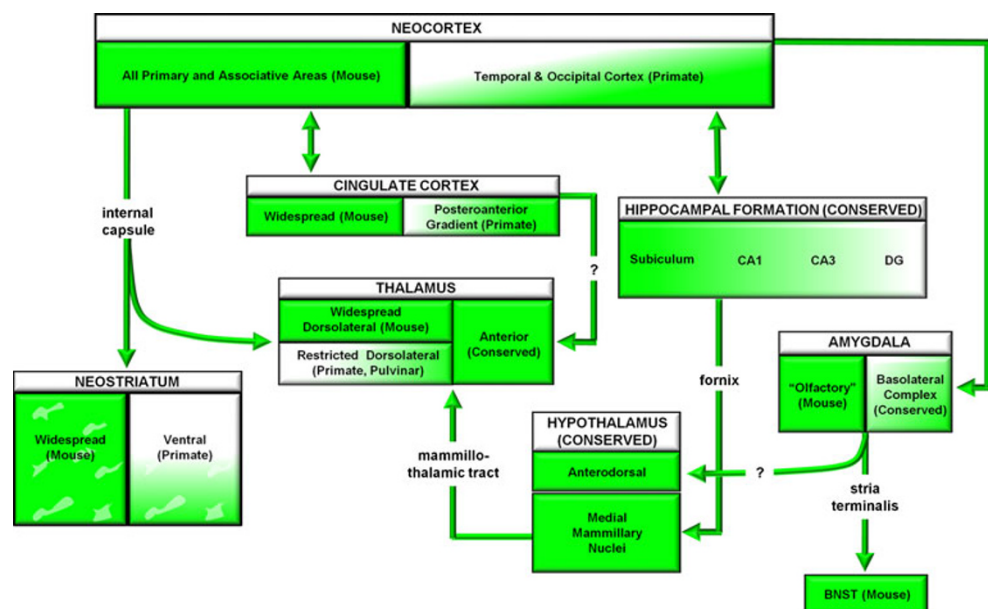 NEOCORTEX
All Primary and Associative Areas (Mouse)
Temporal & Occipital Cortex (Primate)
internal
capsule
CINGULATE CORTEX
Widespread (Mouse)
Posteroanterior
Gradient (Primate)
?
HIPPOCAMPAL FORMATION (CONSERVED)
Subiculum
CA1
CA3
DG
THALAMUS
Widespread
Dorsolateral (Mouse)
Restricted Dorsolateral
(Primate, Pulvinar)
Anterior
(Conserved)
NEOSTRIATUM
Widespread
(Mouse)
Ventral
(Primate)
mammillo-
thalamic tract
fornix
HYPOTHALAMUS
(CONSERVED)
Anterodorsal
Medial
Mammillary
Nuclei
?
AMYGDALA
"Olfactory"
(Mouse)
Basolateral
Complex
(Conserved)
stria
terminalis
BNST (Mouse)